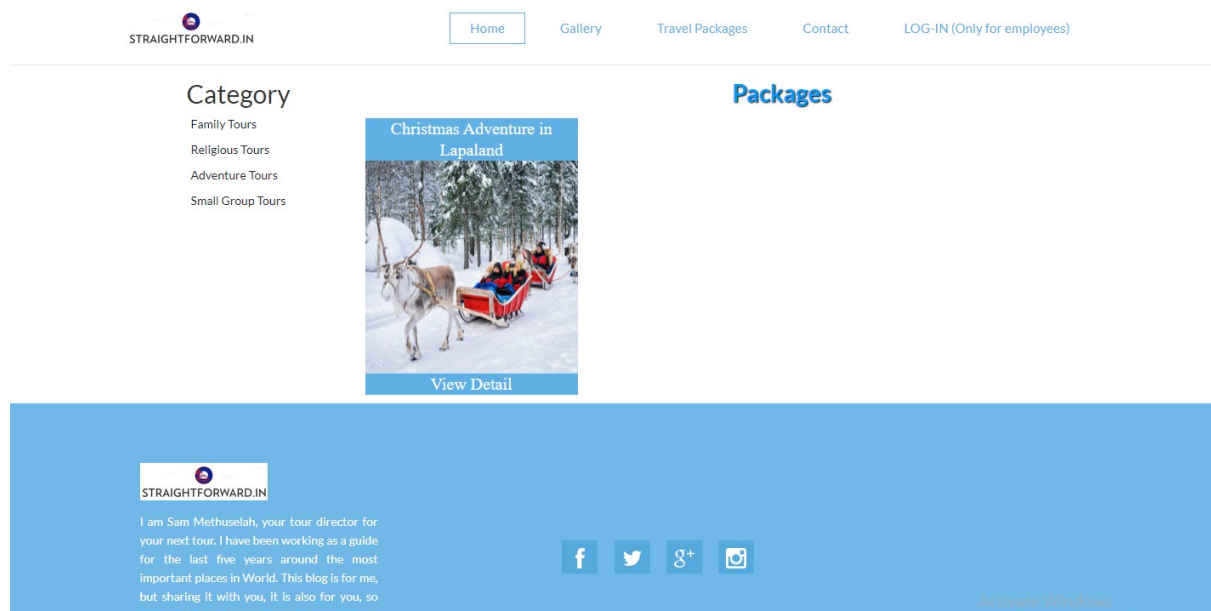 STRAIGHTFORWARD.IN
Home
Gallery
Travel Packages
Contact
LOG-IN (Only for employees)
Category
Family Tours
Religious Tours
Adventure Tours
Small Group Tours
Packages
Christmas Adventure in
Lapaland
View Detail
STRAIGHTFORWARD.IN
I am Sam Methuselah, your tour director for
your next tour. I have been working as a guide
for the last five years around the most
important places in World. This blog is for me,
but sharing it with you, it is also for you, so